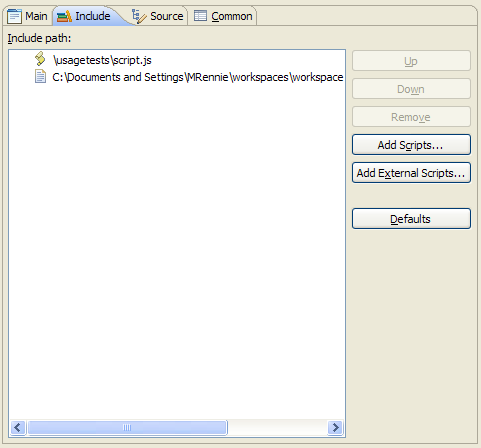 Main Include Source Common
Include path:
\usagetests\script.js
C:\Documents and Settings\MRennie\workspaces\workspace
Up
Down
Remove
Add Scripts...
Add External Scripts...
Defaults